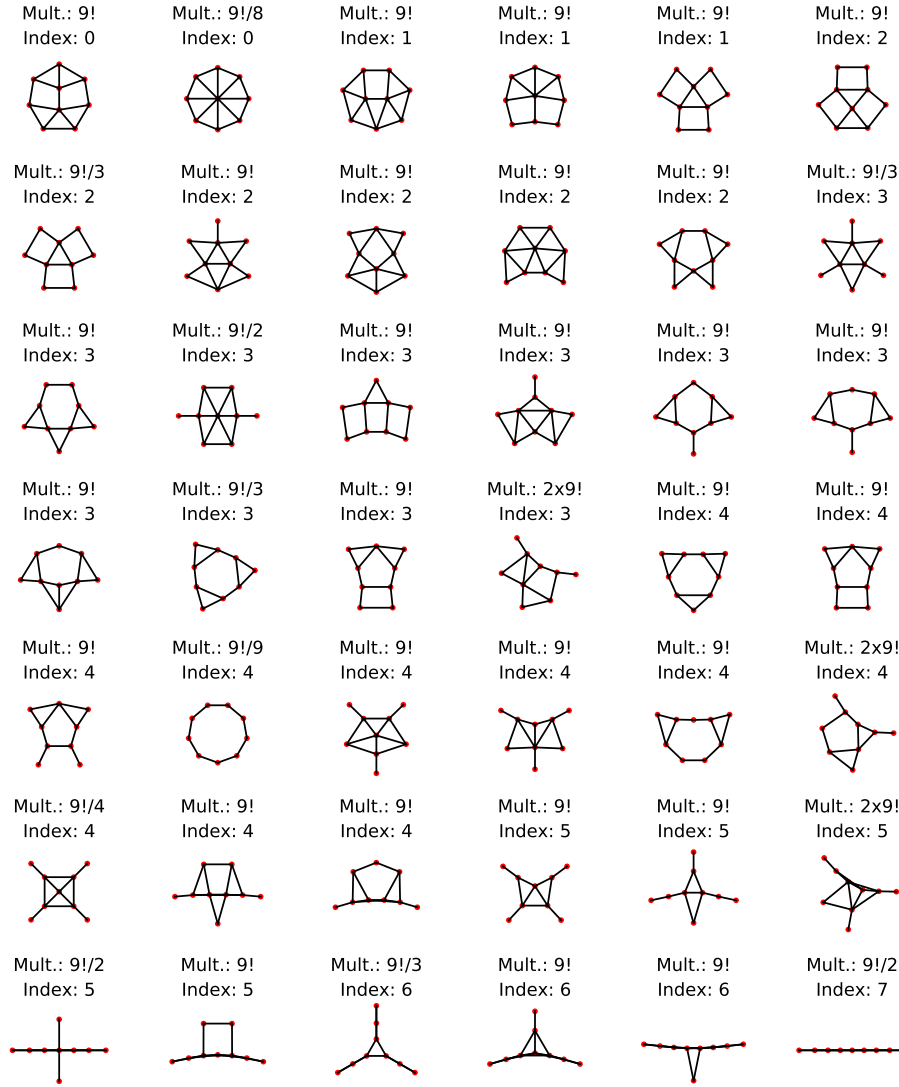 Mult.: 9! Mult.: 9!/8 Mult.: 9! Mult.: 9! Mult.: 9! Mult.: 9!
Index: 0 Index: 0 Index: 1 Index: 1 Index: 1 Index: 2
Mult.: 9!/3 Mult.: 9! Mult.: 9! Mult.: 9! Mult.: 9! Mult.: 9!/3
Index: 2 Index: 2 Index: 2 Index: 2 Index: 2 Index: 3
Mult.: 9! Mult.: 9!/2 Mult.: 9! Mult.: 9! Mult.: 9! Mult.: 9!
Index: 3 Index: 3 Index: 3 Index: 3 Index: 3 Index: 3
Mult.: 9! Mult.: 9!/3 Mult.: 9! Mult.: 2x9! Mult.: 9! Mult.: 9!
Index: 3 Index: 3 Index: 3 Index: 3 Index: 4 Index: 4
Mult.: 9! Mult.: 9!/9 Mult.: 9! Mult.: 9! Mult.: 9! Mult.: 2x9!
Index: 4 Index: 4 Index: 4 Index: 4 Index: 4 Index: 4
Mult.: 9!/4 Mult.: 9! Mult.: 9! Mult.: 9! Mult.: 9! Mult.: 2x9!
Index: 4 Index: 4 Index: 4 Index: 5 Index: 5 Index: 5
Mult.: 9!/2 Mult.: 9! Mult.: 9!/3 Mult.: 9! Mult.: 9! Mult.: 9!/2
Index: 5 Index: 5 Index: 6 Index: 6 Index: 6 Index: 7